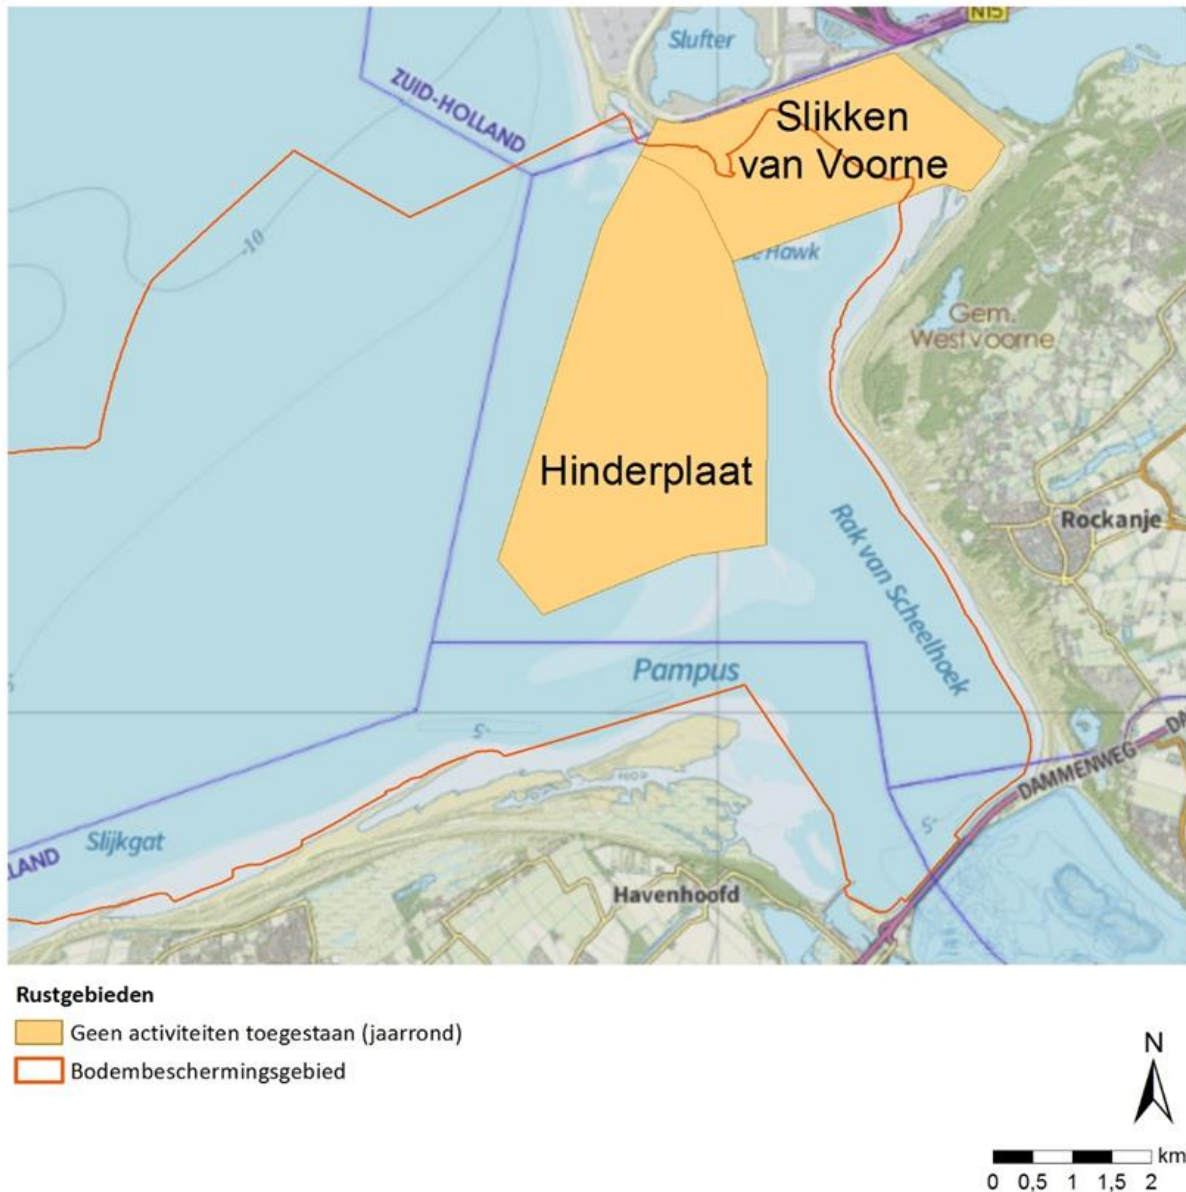 N15
Slufter
ZUID-HOLLAND
Slikken
van Voorne
-10
Hawk
Gem.
Westvoorne
Hinderplaat
Rockanje
Rak van Scheelhoek
Pampus
-5
DAMMENWEG
-5
Slijkgat
LAND
Havenhoofd
Rustgebieden
Geen activiteiten toegestaan (jaarrond)
Bodembeschermingsgebied
N
km
0 0,5 1 1,5 2